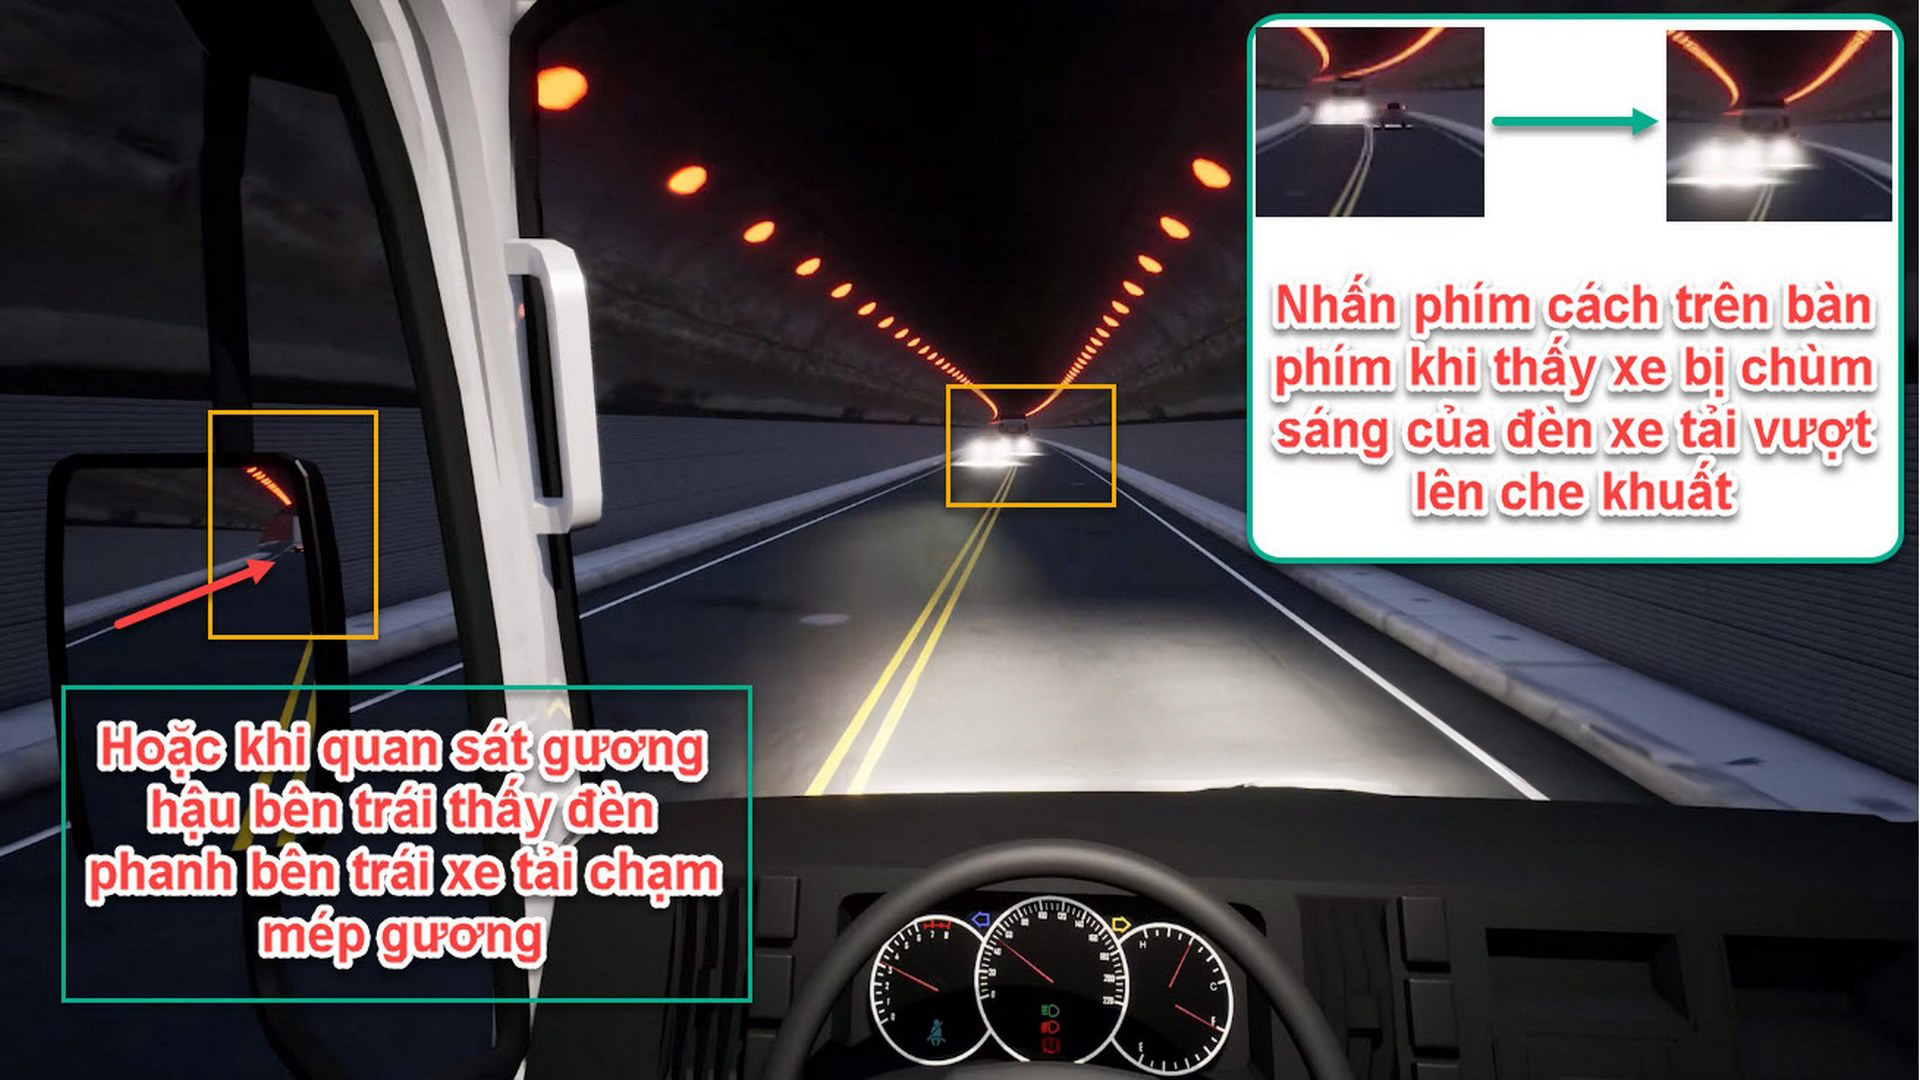 Nhấn phím cách trên bàn
phím khi thấy xe bị chùm
sáng của đèn xe tải vượt
lên che khuất
Hoặc khi quan sát gương
hậu bên trái thấy đèn
phanh bên trái xe tải chạm
mép gương